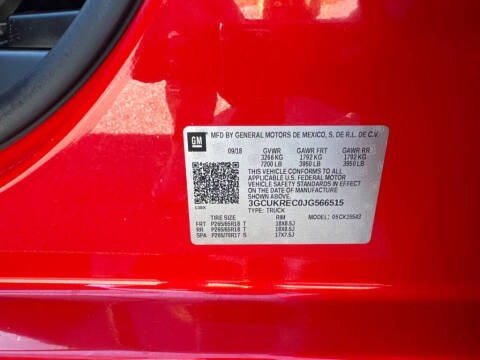 GM
MFD BY GENERAL MOTORS DE MEXICO, S. DE R.L. DE C.V.
09/18 GVWR GAWR FRT GAWR RR
3266 KG 1792 KG 1792 KG
7200 LB 3950 LB 3950 LB
THIS VEHICLE CONFORMS TO ALL
APPLICABLE U.S. FEDERAL MOTOR
VEHICLE SAFETY STANDARDS IN EFFECT
ON THE DATE OF MANUFACTURE
SHOWN ABOVE.
3GCUKREC0JG566515
TYPE: TRUCK
TIRE SIZE RIM MODEL: 05CK15543
FRT P265/65R18 T 18X8.5J
RR P265/65R18 T 18X8.5J
SPA P265/70R17 S 17X7.5J